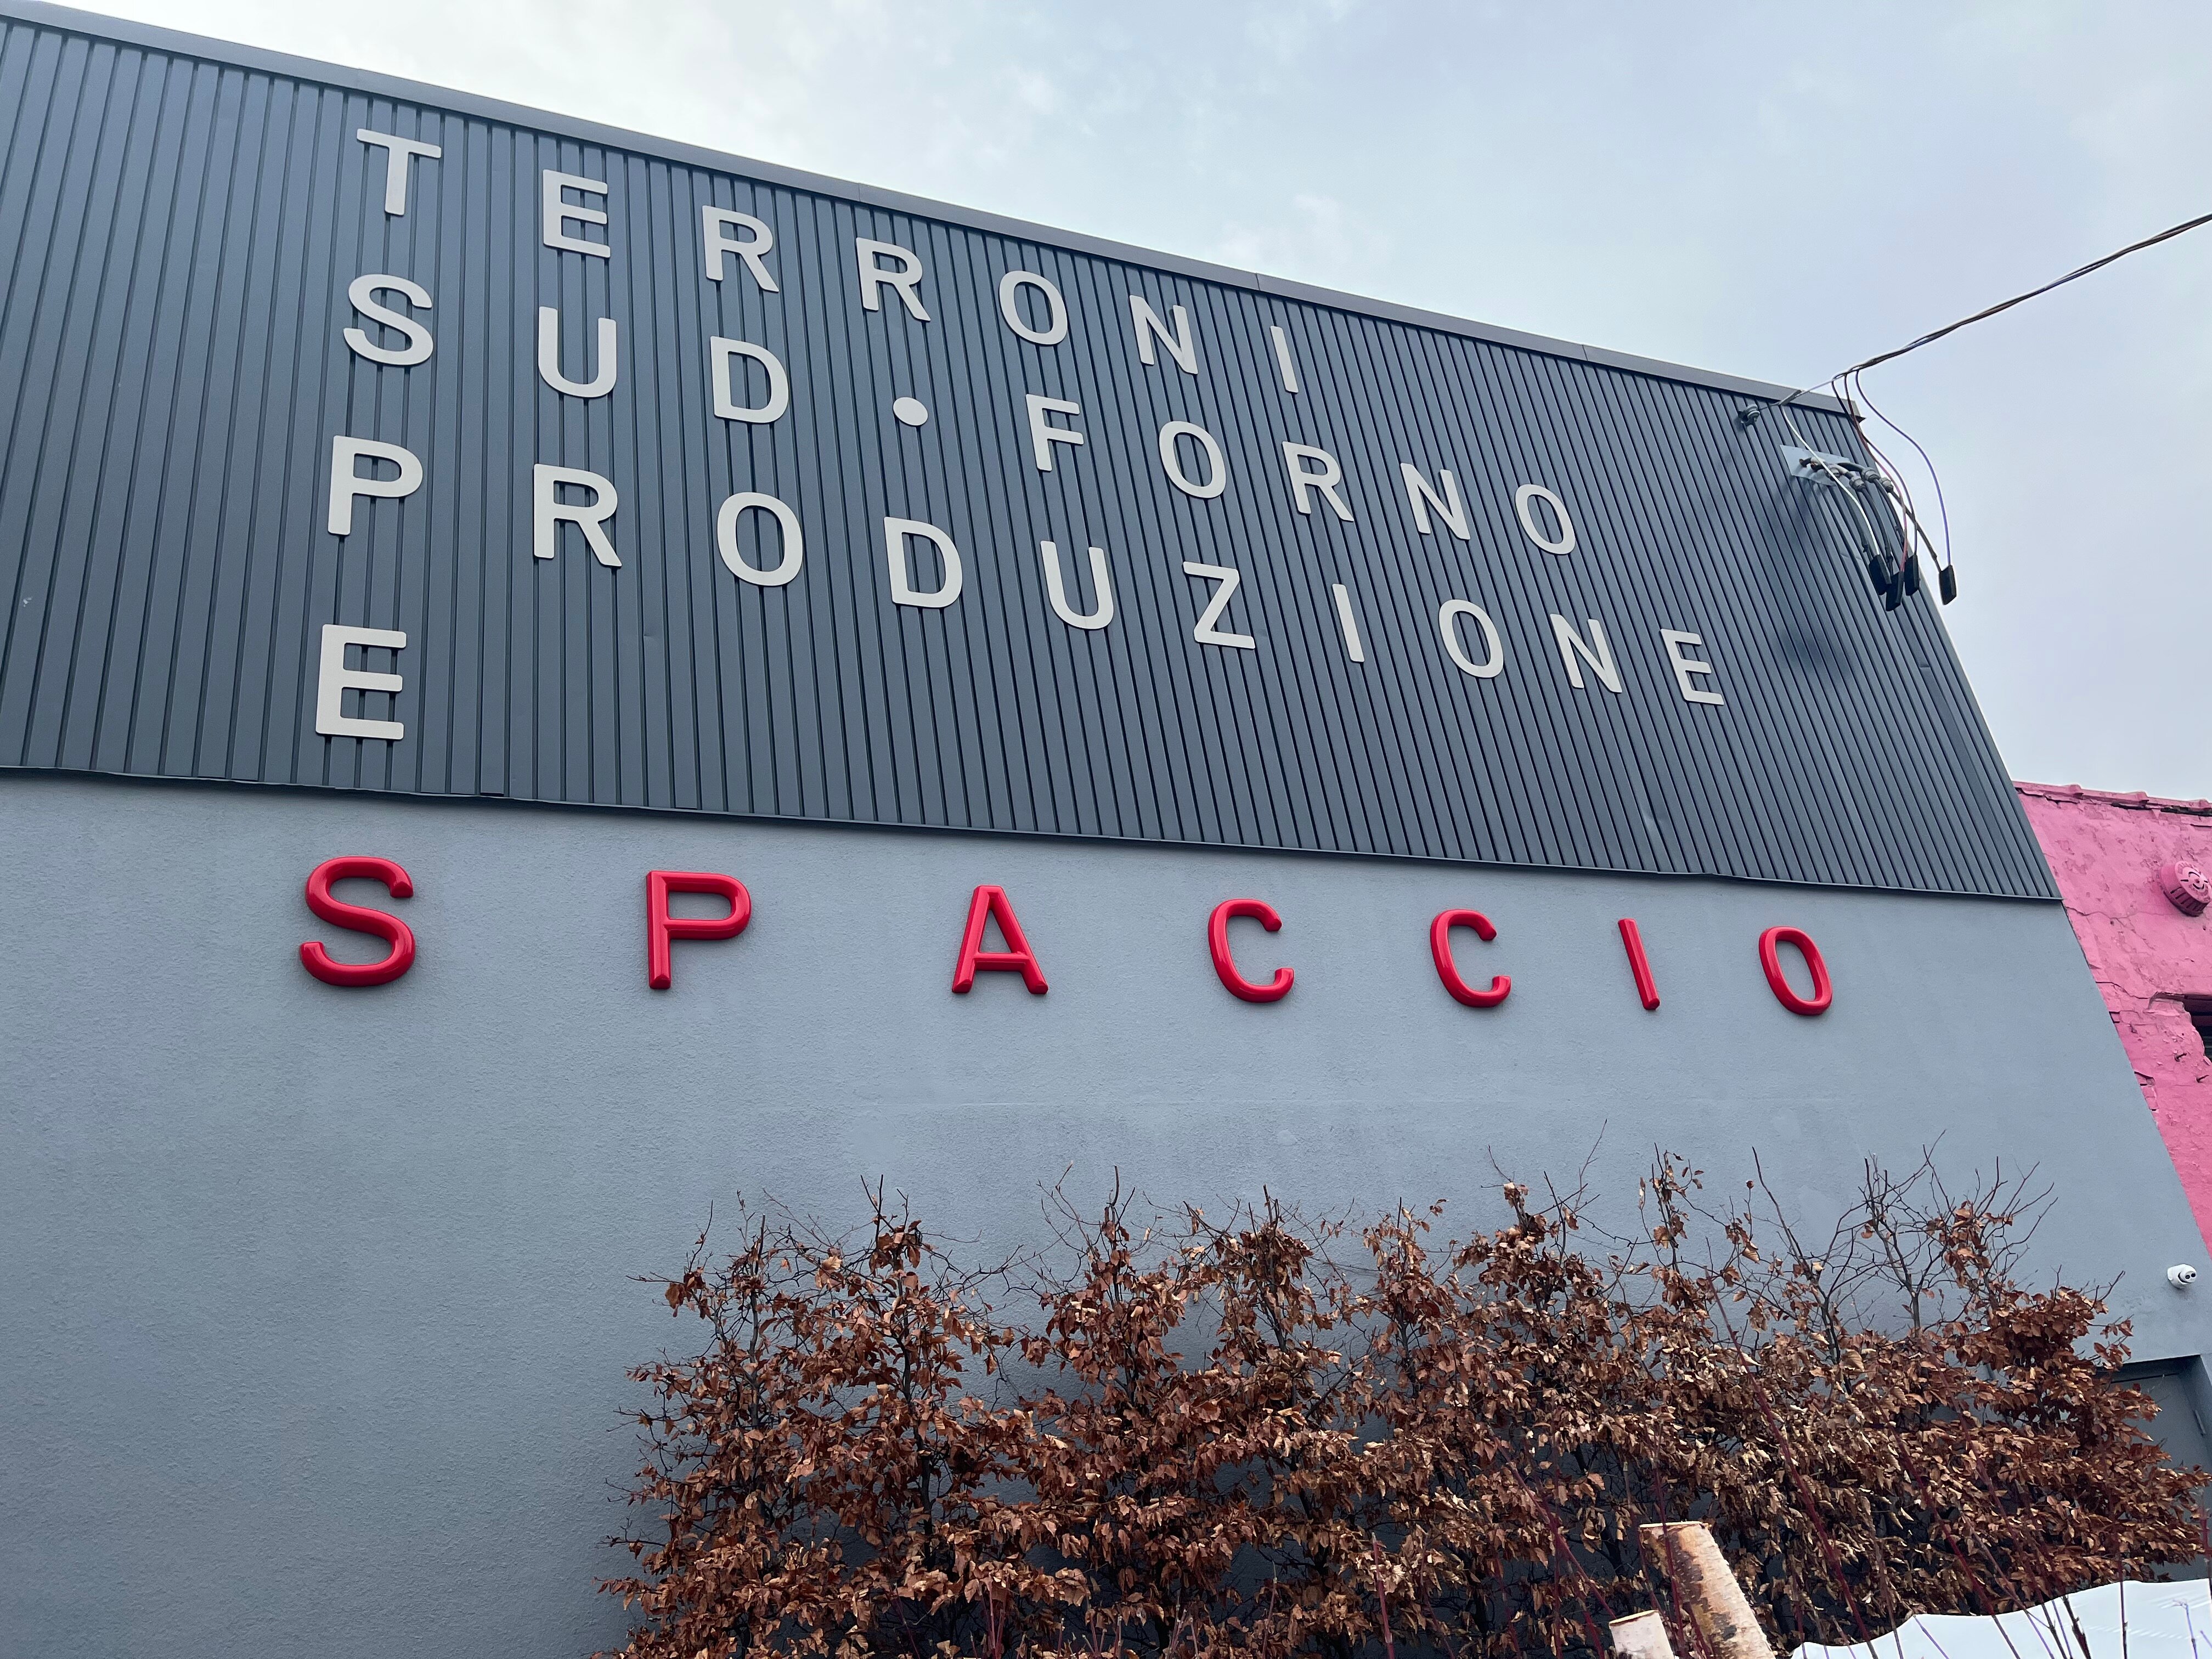 TERRONI
SUD • FORNO
PRODUZIONE
E
SPACCIO